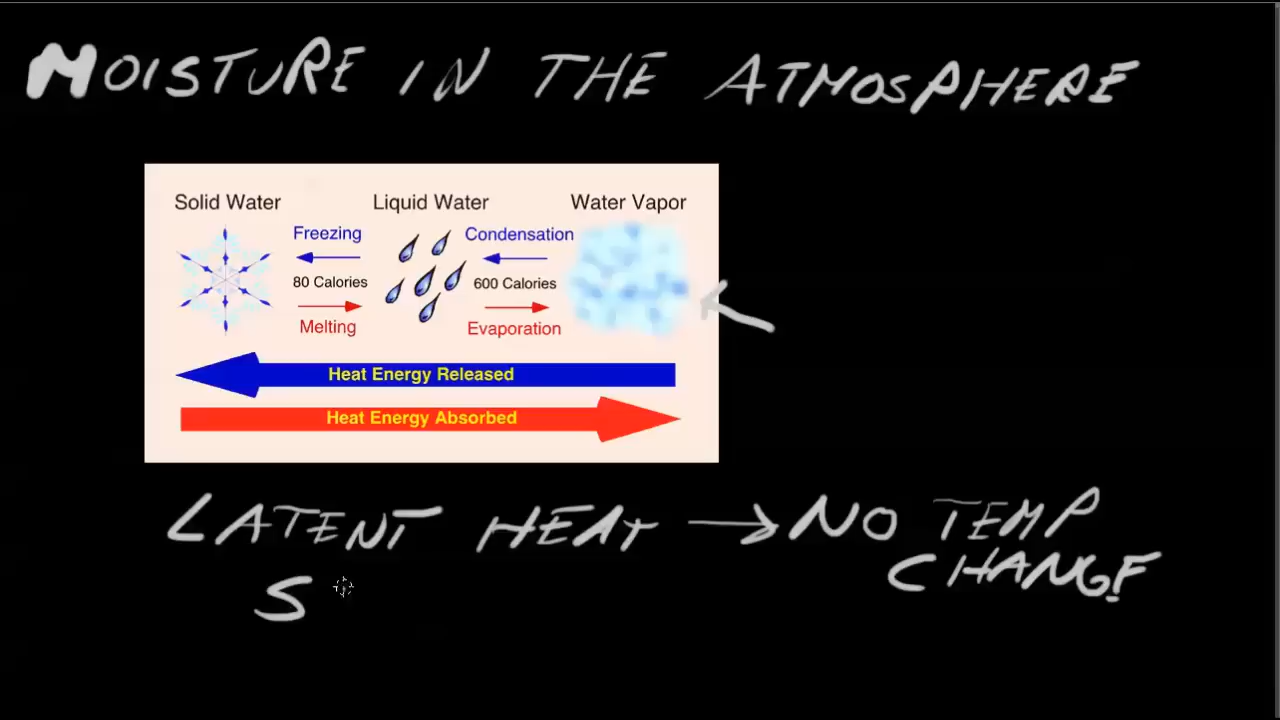 MOISTURE IN THE ATMOSPHERE
Solid Water Liquid Water Water Vapor
Freezing Condensation
80 Calories 600 Calories
Melting Evaporation
Heat Energy Released
Heat Energy Absorbed
LATENT HEAT → NO TEMP
CHANGE
S